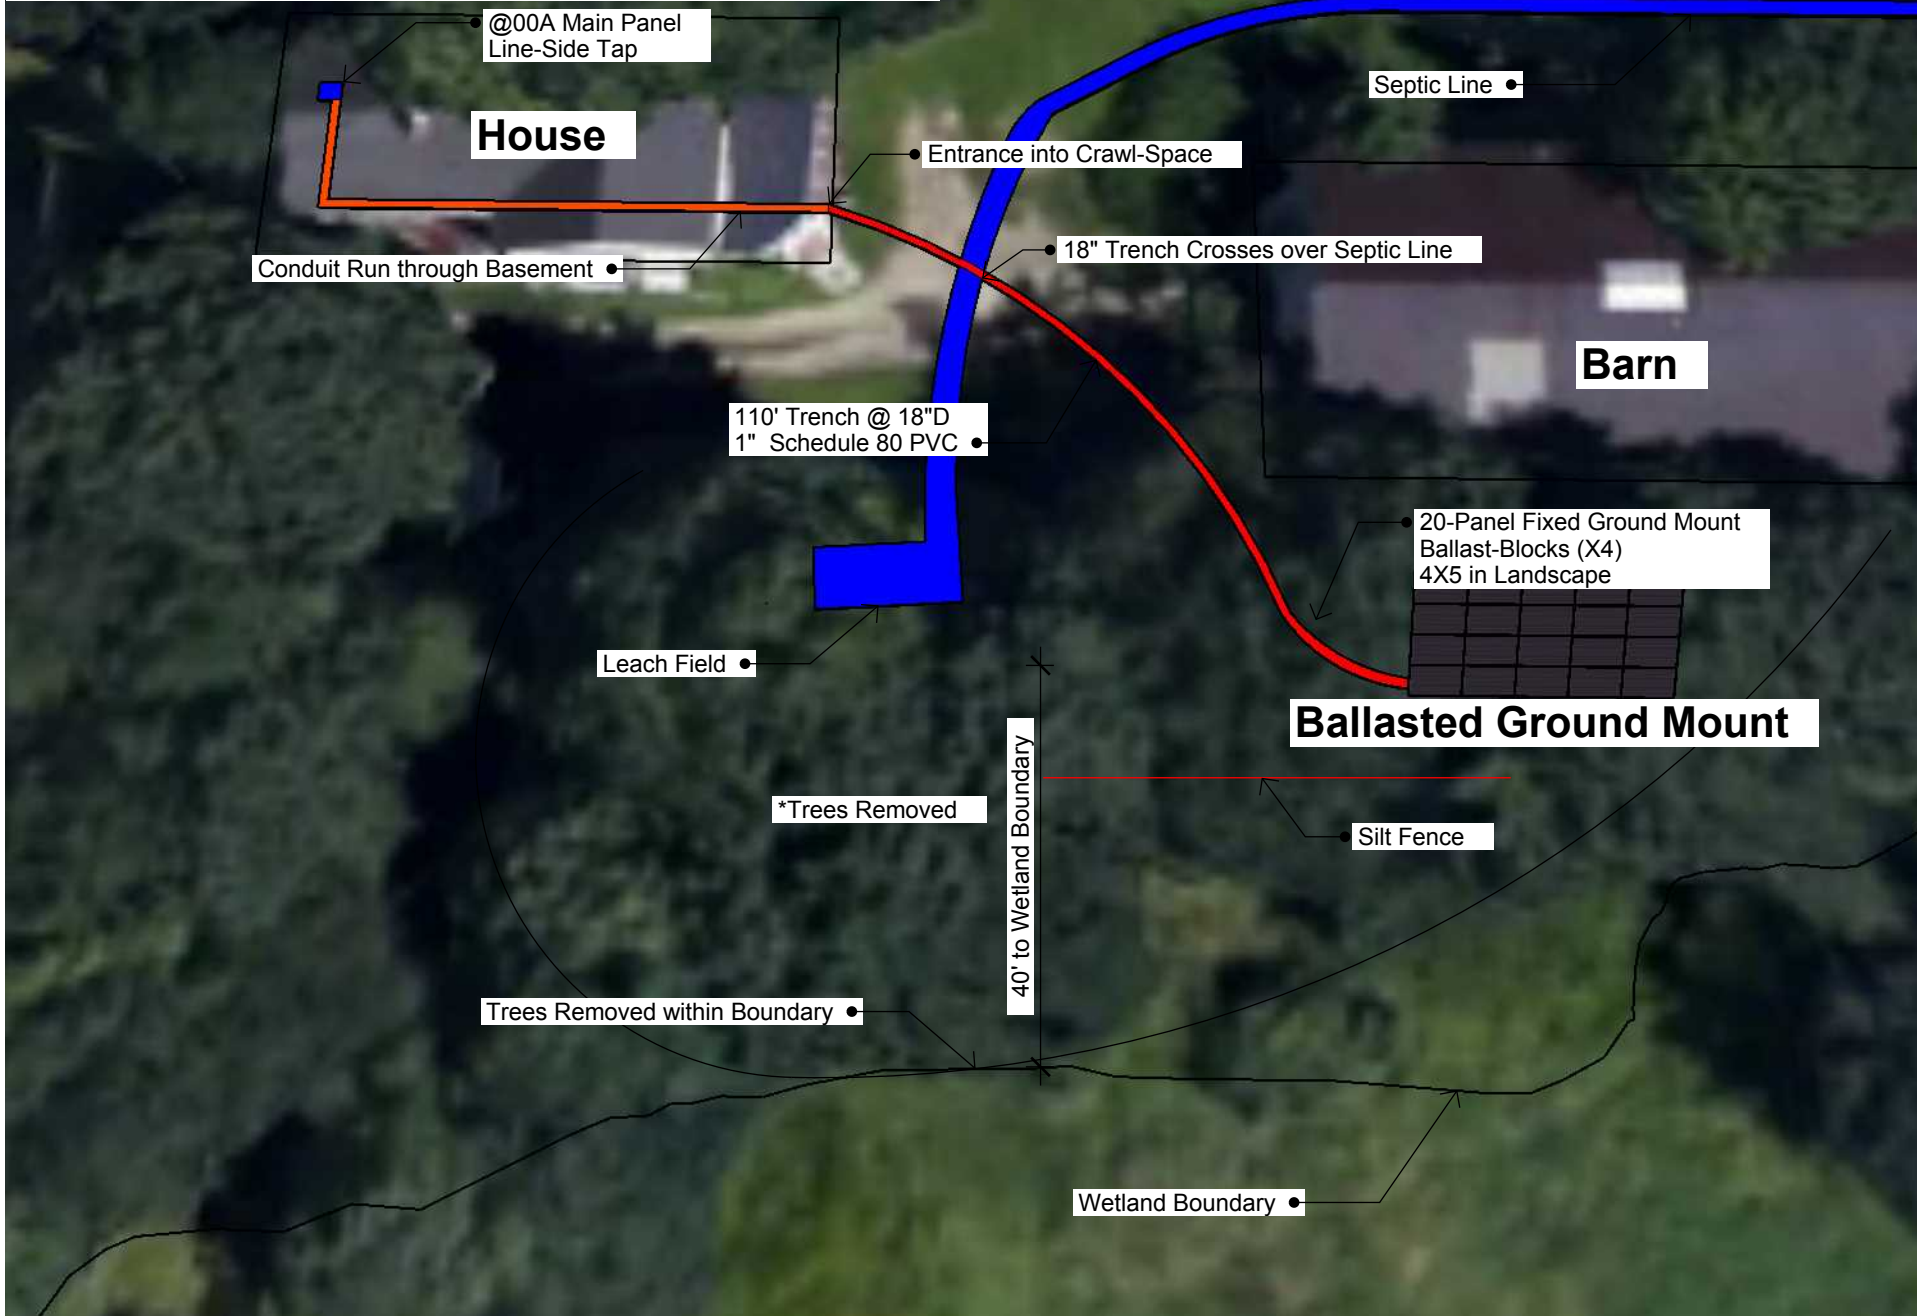 @00A Main Panel
Line-Side Tap
Septic Line
House
Entrance into Crawl-Space
18" Trench Crosses over Septic Line
Conduit Run through Basement
Barn
110' Trench @ 18"D
1" Schedule 80 PVC
20-Panel Fixed Ground Mount
Ballast-Blocks (X4)
4X5 in Landscape
Leach Field
Ballasted Ground Mount
40' to Wetland Boundary
*Trees Removed
Silt Fence
Trees Removed within Boundary
Wetland Boundary